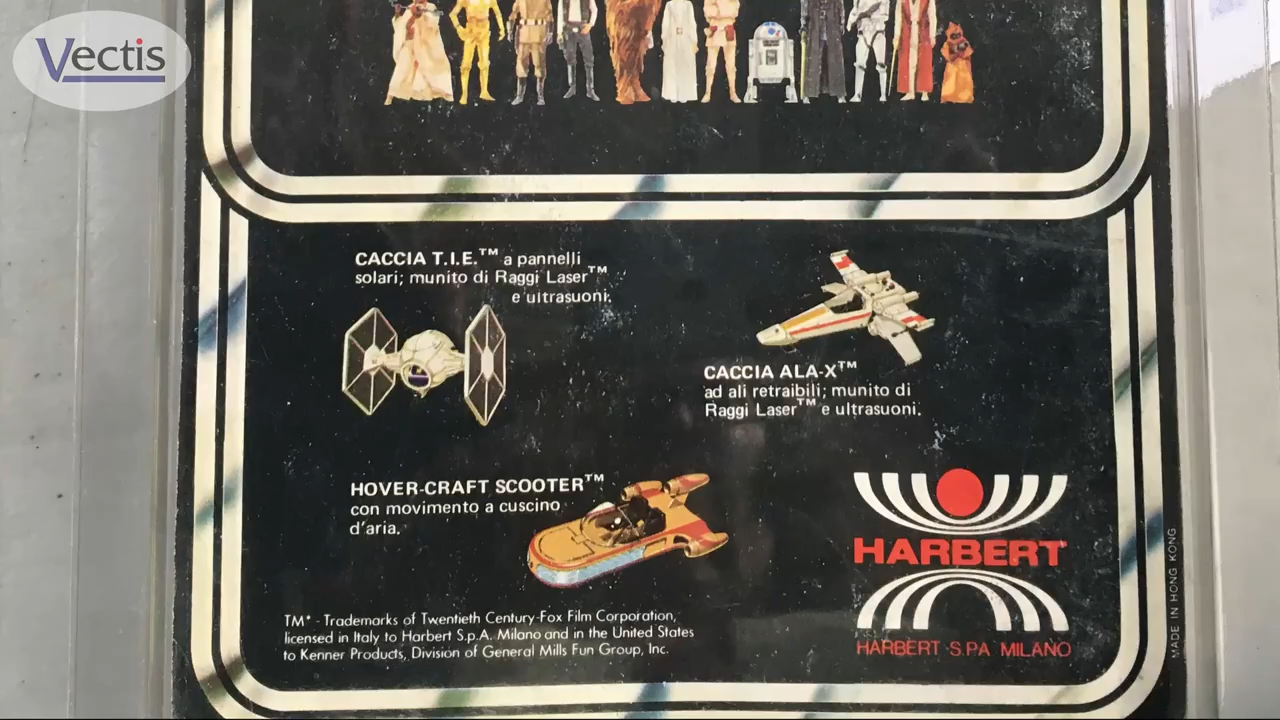 Vectis
CACCIA T.I.E.™ a pannelli
solari; munito di Raggi Laser™
e ultrasuoni.
CACCIA ALA-X™
ad ali retraibili; munito di
Raggi Laser™ e ultrasuoni.
HOVER-CRAFT SCOOTER™
con movimento a cuscino
d'aria.
HARBERT
HARBERT S.P.A MILANO
TM* - Trademarks of Twentieth Century-Fox Film Corporation,
licensed in Italy to Harbert S.p.A. Milano and in the United States
to Kenner Products, Division of General Mills Fun Group, Inc.
MADE IN HONG KONG